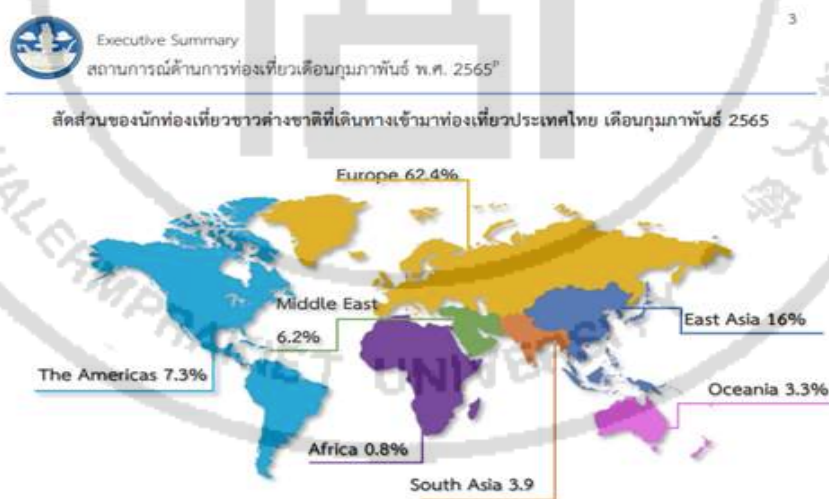 3
Executive Summary
สถานการณ์ด้านการท่องเที่ยวเดือนกุมภาพันธ์ พ.ศ. 2565ᵖ
สัดส่วนของนักท่องเที่ยวชาวต่างชาติที่เดินทางเข้ามาท่องเที่ยวประเทศไทย เดือนกุมภาพันธ์ 2565
Europe 62.4%
Middle East
6.2%
East Asia 16%
The Americas 7.3%
Oceania 3.3%
Africa 0.8%
South Asia 3.9
UNIVERSITY